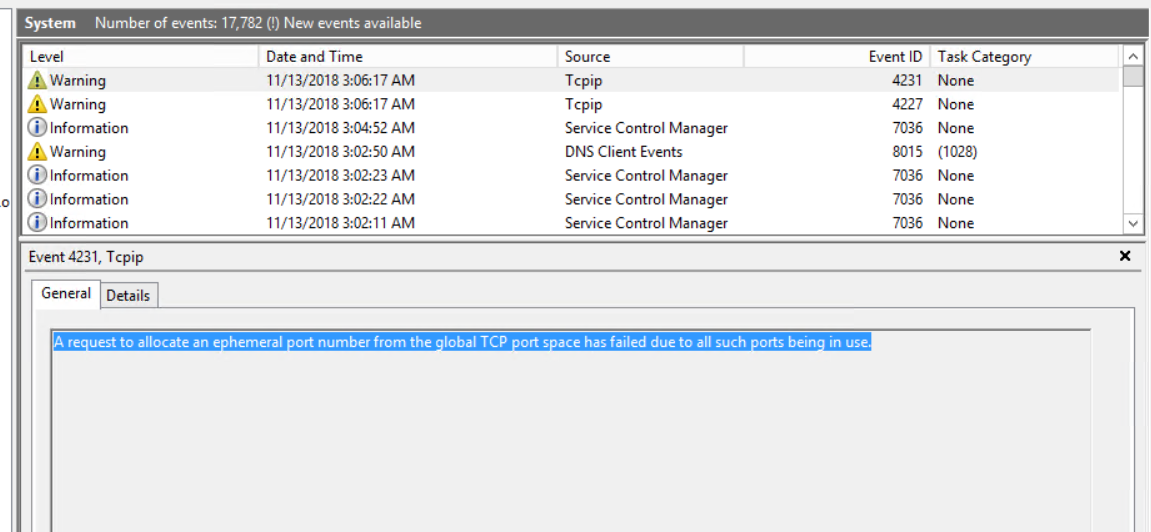 System Number of events: 17,782 (!) New events available
Level Date and Time Source Event ID Task Category
Warning 11/13/2018 3:06:17 AM Tcpip 4231 None
Warning 11/13/2018 3:06:17 AM Tcpip 4227 None
Information 11/13/2018 3:04:52 AM Service Control Manager 7036 None
Warning 11/13/2018 3:02:50 AM DNS Client Events 8015 (1028)
Information 11/13/2018 3:02:23 AM Service Control Manager 7036 None
Information 11/13/2018 3:02:22 AM Service Control Manager 7036 None
Information 11/13/2018 3:02:11 AM Service Control Manager 7036 None
Event 4231, Tcpip
General Details
A request to allocate an ephemeral port number from the global TCP port space has failed due to all such ports being in use.